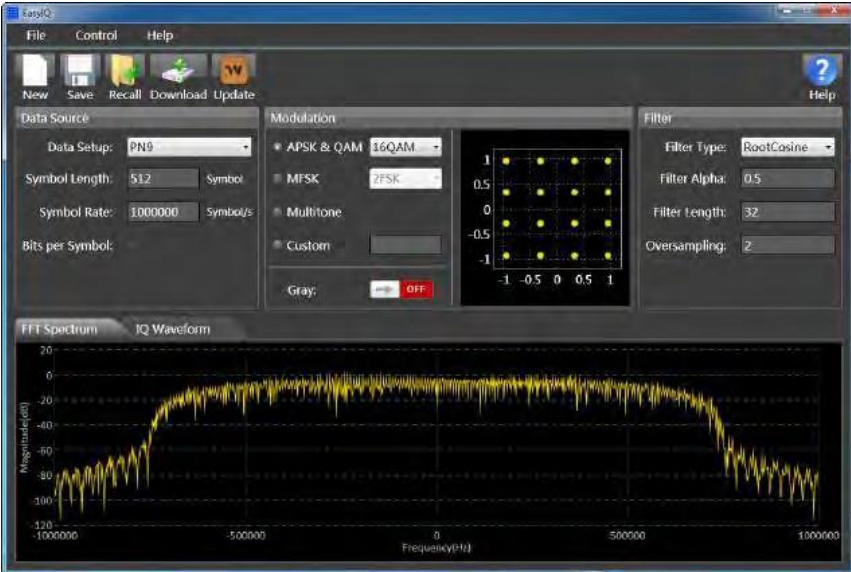 EasyIQ
File Control Help
New Save Recall Download Update Help
Data Source
Data Setup: PN9
Symbol Length: 512 Symbol
Symbol Rate: 1000000 Symbol/s
Bits per Symbol:
Modulation
APSK & QAM 16QAM
MFSK 2FSK
Multitone
Custom
Gray: OFF
1
0.5
0
-0.5
-1
-1 -0.5 0 0.5 1
Filter
Filter Type: RootCosine
Filter Alpha: 0.5
Filter Length: 32
Oversampling: 2
FFT Spectrum IQ Waveform
Magnitude(dB)
20
0
-20
-40
-60
-80
-100
-120
-1000000 -500000 0 500000 1000000
Frequency(Hz)